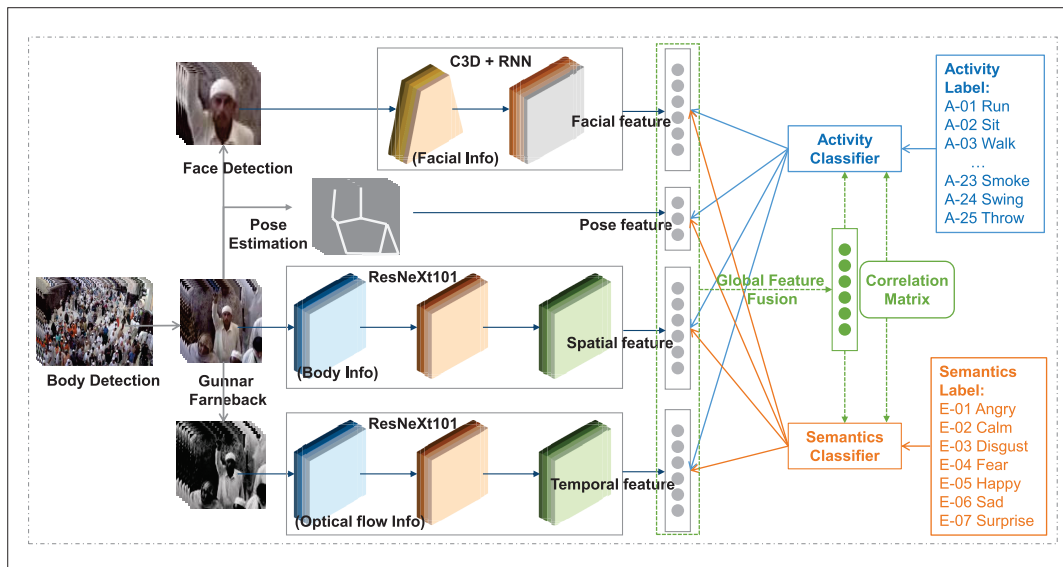 C3D + RNN
(Facial Info)
Facial feature
Face Detection
Pose
Estimation
Pose feature
ResNeXt101
(Body Info)
Spatial feature
Body Detection
Gunnar
Farneback
ResNeXt101
(Optical flow Info)
Temporal feature
Global Feature
Fusion
Activity
Classifier
Correlation
Matrix
Semantics
Classifier
Activity
Label:
A-01 Run
A-02 Sit
A-03 Walk
...
A-23 Smoke
A-24 Swing
A-25 Throw
Semantics
Label:
E-01 Angry
E-02 Calm
E-03 Disgust
E-04 Fear
E-05 Happy
E-06 Sad
E-07 Surprise